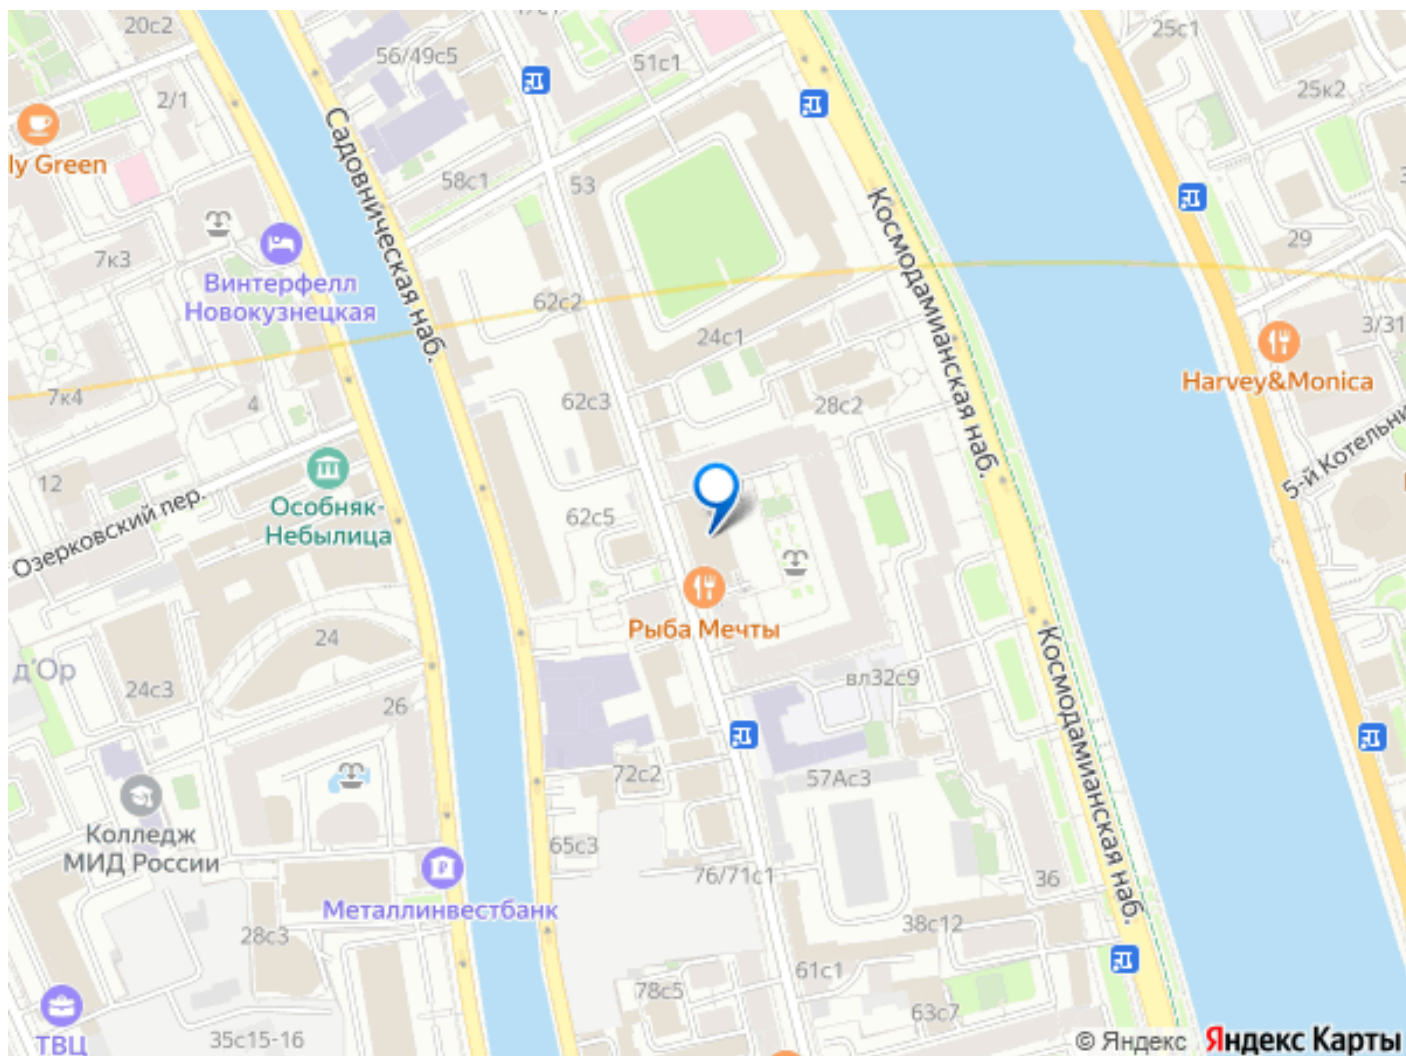 20с2
56/49с5
51с1
25с1
25к2
2/1
ly Green
58с1
53
Садовническая наб.
Космодамианская наб.
29
7к3
Винтерфелл
Новокузнецкая
62с2
24с1
3/31
Harvey&Monica
7к4
4
62с3
28с2
5-й Котельни
12
Озерковский пер.
Особняк-
Небылица
62с5
Рыба Мечты
24
д'Ор
24с3
26
вл32с9
Космодамианская наб.
72с2
57Ас3
Колледж
МИД России
65с3
76/71с1
36
Металлинвестбанк
28с3
38с12
61с1
78с5
63с7
ТВЦ
35с15-16
© Яндекс Яндекс Карты